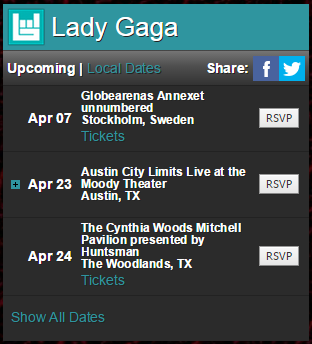 Lady Gaga
Upcoming | Local Dates Share:
Apr 07
Globearenas Annexet
unnumbered
Stockholm, Sweden
Tickets
RSVP
Apr 23
Austin City Limits Live at the
Moody Theater
Austin, TX
RSVP
Apr 24
The Cynthia Woods Mitchell
Pavilion presented by
Huntsman
The Woodlands, TX
Tickets
RSVP
Show All Dates